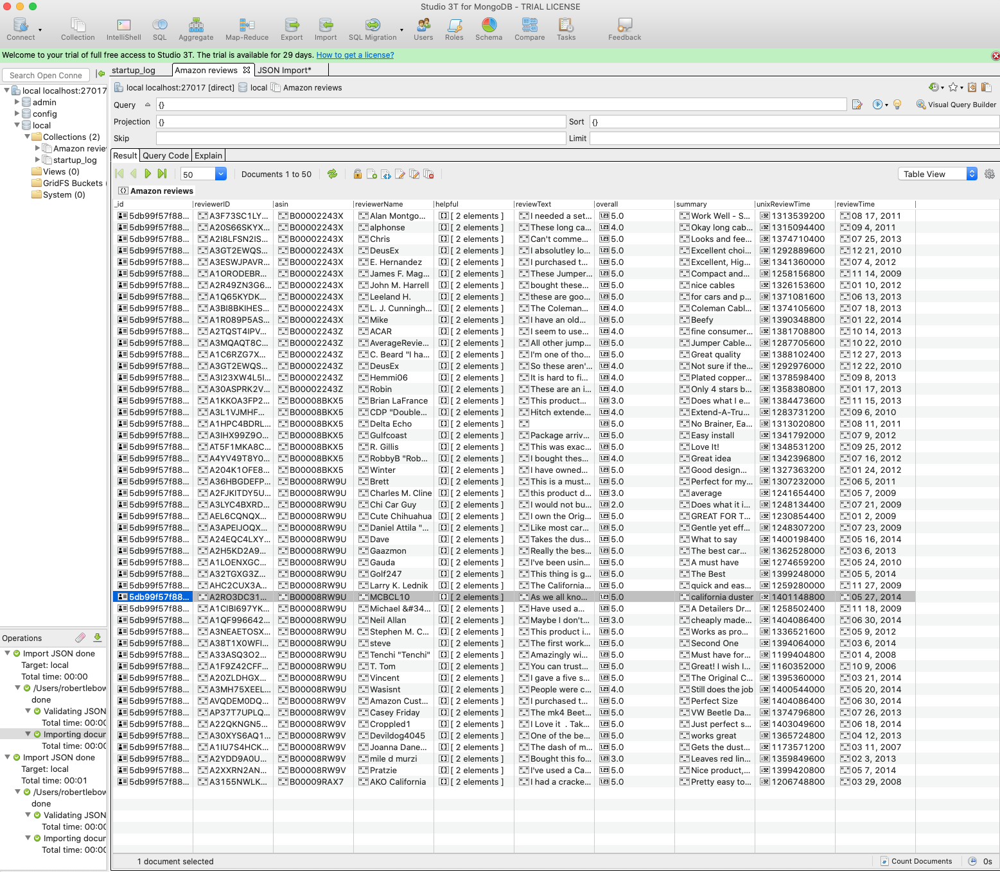 Studio 3T for MongoDB - TRIAL LICENSE
Connect Collection IntelliShell SQL Aggregate Map-Reduce Export Import SQL Migration Users Roles Schema Compare Tasks Feedback
Welcome to your trial of full free access to Studio 3T. The trial is available for 29 days. How to get a license?
Search Open Conne
startup_log Amazon reviews JSON Import*
local localhost:27017
admin
config
local
Collections (2)
Amazon revie
startup_log
Views (0)
GridFS Buckets (
System (0)
local localhost:27017 [direct] local Amazon reviews
Query {} Visual Query Builder
Projection {} Sort {}
Skip Limit
Result Query Code Explain
50 Documents 1 to 50 Table View
Amazon reviews
_id reviewerID asin reviewerName helpful reviewText overall summary unixReviewTime reviewTime
5db99f57f88... A3F73SC1LY... B00002243X Alan Montgo... [ 2 elements ] I needed a set... 5.0 Work Well - S... 1313539200 08 17, 2011
5db99f57f88... A20S66SKYX... B00002243X alphonse [ 2 elements ] These long ca... 4.0 Okay long cab... 1315094400 09 4, 2011
5db99f57f88... A2I8LFSN2IS... B00002243X Chris [ 2 elements ] Can't comme... 5.0 Looks and fee... 1374710400 07 25, 2013
5db99f57f88... A3GT2EWQS... B00002243X DeusEx [ 2 elements ] I absolutley lo... 5.0 Excellent choi... 1292889600 12 21, 2010
5db99f57f88... A3ESWJPAVR... B00002243X E. Hernandez [ 2 elements ] I purchased t... 5.0 Excellent, Hig... 1341360000 07 4, 2012
5db99f57f88... A1ORODEBR... B00002243X James F. Mag... [ 2 elements ] These Jumper... 5.0 Compact and... 1258156800 11 14, 2009
5db99f57f88... A2R49ZN3G6... B00002243X John M. Harrell [ 2 elements ] bought these... 5.0 nice cables 1326153600 01 10, 2012
5db99f57f88... A1Q65KYDK... B00002243X Leeland H. [ 2 elements ] these are goo... 5.0 for cars and p... 1371081600 06 13, 2013
5db99f57f88... A3BI8BKIHES... B00002243X L. J. Cunningh... [ 2 elements ] The Coleman... 4.0 Coleman Cabl... 1374105600 07 18, 2013
5db99f57f88... A1R089P5AS... B00002243X Mike [ 2 elements ] I have an old... 5.0 Beefy 1390348800 01 22, 2014
5db99f57f88... A2TQST4IPV... B00002243Z ACAR [ 2 elements ] I seem to use... 4.0 fine consumer... 1381708800 10 14, 2013
5db99f57f88... A3MQAQT8C... B00002243Z AverageRevie... [ 2 elements ] All other jump... 5.0 Jumper Cable... 1287705600 10 22, 2010
5db99f57f88... A1C6RZG7X... B00002243Z C. Beard "I ha... [ 2 elements ] I'm one of tho... 5.0 Great quality 1388102400 12 27, 2013
5db99f57f88... A3GT2EWQS... B00002243Z DeusEx [ 2 elements ] So these aren'... 4.0 Not sure if the... 1292976000 12 22, 2010
5db99f57f88... A3I23XW4L5I... B00002243Z Hemmi06 [ 2 elements ] It is hard to fi... 4.0 Plated copper... 1378598400 09 8, 2013
5db99f57f88... A30ASPRK2V... B00002243Z Robin [ 2 elements ] These are an i... 4.0 Only 4 stars b... 1358380800 01 17, 2013
5db99f57f88... A1KKOA3FP2... B00008BKX5 Brian LaFrance [ 2 elements ] This product... 3.0 Does what I e... 1384473600 11 15, 2013
5db99f57f88... A3L1VJMHF... B00008BKX5 CDP "Double... [ 2 elements ] Hitch extende... 4.0 Extend-A-Tru... 1283731200 09 6, 2010
5db99f57f88... A1HPC4BDRL... B00008BKX5 Delta Echo [ 2 elements ] 5.0 No Brainer, Ea... 1313020800 08 11, 2011
5db99f57f88... A3IHX99Z9O... B00008BKX5 Gulfcoast [ 2 elements ] Package arriv... 5.0 Easy install 1341792000 07 9, 2012
5db99f57f88... AT5F1MKA8C... B00008BKX5 R. Gillis [ 2 elements ] This was exac... 5.0 Love It! 1348531200 09 25, 2012
5db99f57f88... A4YV49T8Y0... B00008BKX5 RobbyB "Rob... [ 2 elements ] I bought thes... 4.0 Great idea 1342396800 07 16, 2012
5db99f57f88... A204K1OFE8... B00008BKX5 Winter [ 2 elements ] I have owned... 5.0 Good design... 1327363200 01 24, 2012
5db99f57f88... A36HBGDEFP... B00008RW9U Brett [ 2 elements ] This is a must... 5.0 Perfect for my... 1307232000 06 5, 2011
5db99f57f88... A2FJKITDY5U... B00008RW9U Charles M. Cline [ 2 elements ] this product d... 3.0 average 1241654400 05 7, 2009
5db99f57f88... A3LYC4BXRD... B00008RW9U Chi Car Guy [ 2 elements ] I would not bu... 2.0 Does what it i... 1248134400 07 21, 2009
5db99f57f88... AEL6CQNQX... B00008RW9U Cute Chihuahua [ 2 elements ] I own the Orig... 5.0 GREAT FOR T... 1230854400 01 2, 2009
5db99f57f88... A3APEIJOQX... B00008RW9U Daniel Attila "... [ 2 elements ] Like most car... 5.0 Gentle yet eff... 1248307200 07 23, 2009
5db99f57f88... A24EQC4LXY... B00008RW9U Dave [ 2 elements ] Takes the dus... 5.0 What to say 1400198400 05 16, 2014
5db99f57f88... A2H5KD2A9... B00008RW9U Gaazmon [ 2 elements ] Really the bes... 5.0 The best car... 1362528000 03 6, 2013
5db99f57f88... A1LOENXGC... B00008RW9U Gauda [ 2 elements ] I've been usin... 5.0 A must have 1274659200 05 24, 2010
5db99f57f88... A32TGXG3Z... B00008RW9U Golf247 [ 2 elements ] This thing is g... 5.0 The Best 1399248000 05 5, 2014
5db99f57f88... AHC2CUX3A... B00008RW9U Larry K. Lednik [ 2 elements ] The California... 5.0 quick and eas... 1259280000 11 27, 2009
5db99f57f88... A2RO3DC31... B00008RW9U MCBCL10 [ 2 elements ] As we all kno... 5.0 california duster 1401148800 05 27, 2014
5db99f57f88... A1CIBI697YK... B00008RW9U Michael &#34... [ 2 elements ] Have used a... 5.0 A Detailers Dr... 1258502400 11 18, 2009
5db99f57f88... A1QF996642... B00008RW9U Neil Allan [ 2 elements ] Maybe I don't... 3.0 cheaply made... 1404086400 06 30, 2014
5db99f57f88... A3NEAETOSX... B00008RW9U Stephen M. C... [ 2 elements ] This product i... 5.0 Works as pro... 1336521600 05 9, 2012
5db99f57f88... A38T1X0WFI... B00008RW9U steve [ 2 elements ] The first work... 5.0 Second One 1394064000 03 6, 2014
5db99f57f88... A33ASQ3O2... B00008RW9U Tenchi "Tenchi" [ 2 elements ] Amazingly wi... 5.0 Must have for... 1199404800 01 4, 2008
5db99f57f88... A1F9Z42CFF... B00008RW9U T. Tom [ 2 elements ] You can trust... 5.0 Great! I wish I... 1160352000 10 9, 2006
5db99f57f88... A20ZLDHGX... B00008RW9U Vincent [ 2 elements ] I gave a five s... 5.0 The Original C... 1395360000 03 21, 2014
5db99f57f88... A3MH75XEEL... B00008RW9U Wasisnt [ 2 elements ] People were c... 4.0 Still does the job 1400544000 05 20, 2014
5db99f57f88... AVQDEM0DQ... B00008RW9V Amazon Cust... [ 2 elements ] I purchased t... 5.0 Perfect Size 1404086400 06 30, 2014
5db99f57f88... AP37T7UPLQ... B00008RW9V Casey Friday [ 2 elements ] The mk4 Beet... 5.0 VW Beetle Da... 1374796800 07 26, 2013
5db99f57f88... A22QKNGN5... B00008RW9V Croppled1 [ 2 elements ] I Love it . Tak... 5.0 Just perfect s... 1403049600 06 18, 2014
5db99f57f88... A30XYS6AQ1... B00008RW9V Devildog4045 [ 2 elements ] One of the be... 5.0 works great 1365724800 04 12, 2013
5db99f57f88... A1IU7S4HCK... B00008RW9V Joanna Dane... [ 2 elements ] The dash of m... 5.0 Gets the dust... 1173571200 03 11, 2007
5db99f57f88... A2YDD9A0U... B00008RW9V mile d murzi [ 2 elements ] Bought this fo... 3.0 Leaves red lin... 1359849600 02 3, 2013
5db99f57f88... A2XXRN2AN... B00008RW9V Pratzie [ 2 elements ] I've used a Ca... 5.0 Nice product,... 1399420800 05 7, 2014
5db99f57f88... A3155NWLK... B00009RAX7 AKO California [ 2 elements ] I had a cracke... 5.0 Pretty easy to... 1206748800 03 29, 2008
Operations
Import JSON done
Target: local
Total time: 00:00
/Users/robertlebow
done
Validating JSON
Total time: 00:00
Importing docur
Total time: 00:00
Import JSON done
Target: local
Total time: 00:01
/Users/robertlebow
done
Validating JSON
Total time: 00:00
Importing docur
Total time: 00:00
1 document selected Count Documents 0s